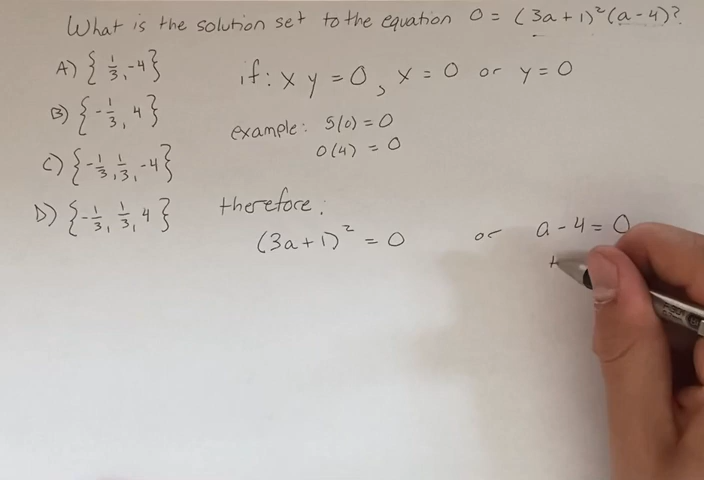 What is the solution set to the equation 0 = (3a+1)²(a-4)?
A) {1/3, -4}
B) {-1/3, 4}
C) {-1/3, 1/3, -4}
D) {-1/3, 1/3, 4}
if: x y = 0, x = 0 or y = 0
example: 5(0) = 0
0(4) = 0
therefore:
(3a+1)² = 0 or a - 4 = 0
+